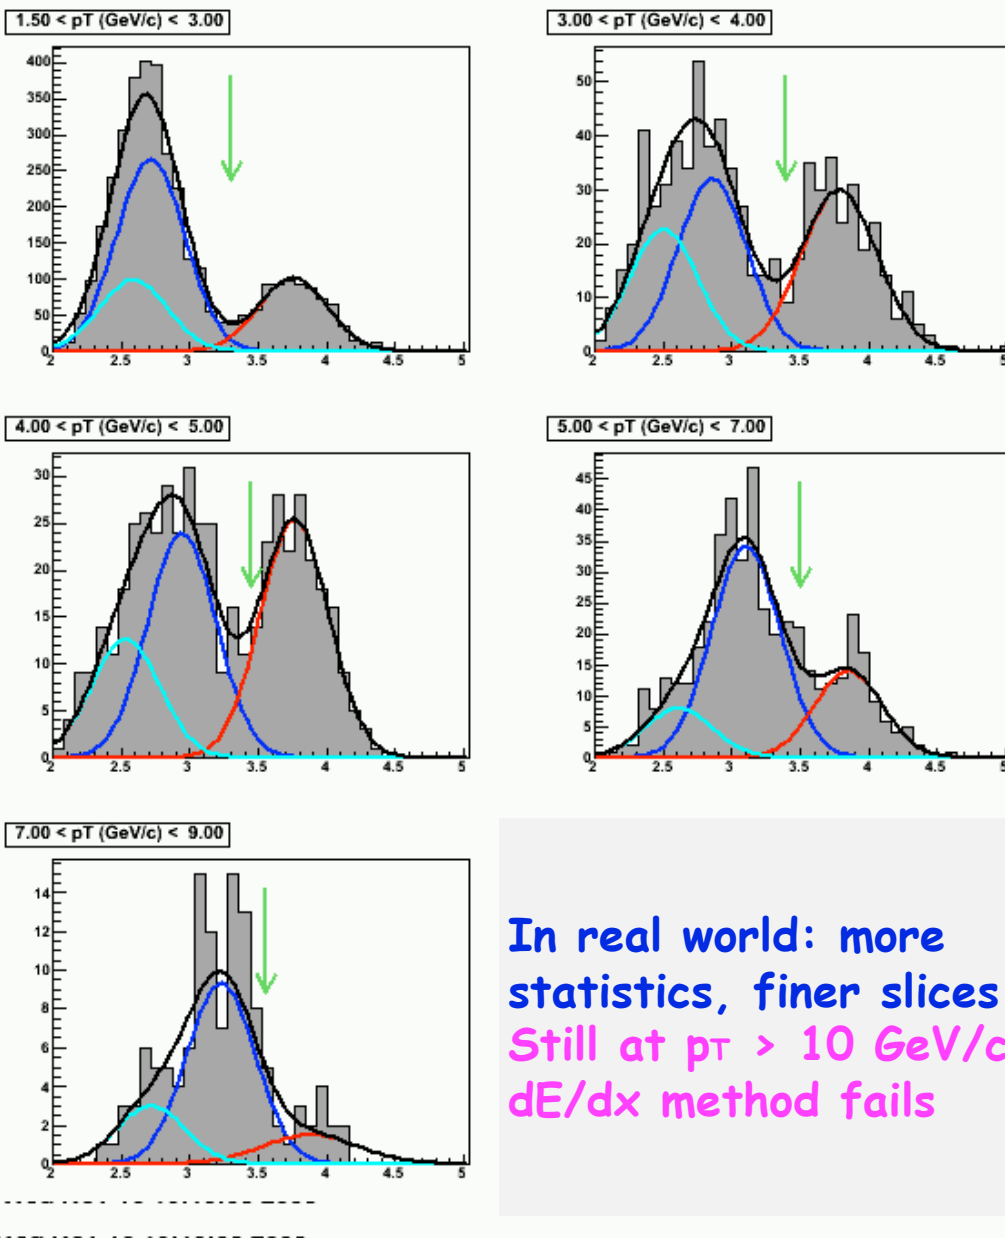 1.50 < pT (GeV/c) < 3.00
400
350
300
250
200
150
100
50
0
2 2.5 3 3.5 4 4.5 5
3.00 < pT (GeV/c) < 4.00
50
40
30
20
10
0
2 2.5 3 3.5 4 4.5 5
4.00 < pT (GeV/c) < 5.00
30
25
20
15
10
5
0
2 2.5 3 3.5 4 4.5 5
5.00 < pT (GeV/c) < 7.00
45
40
35
30
25
20
15
10
5
0
2 2.5 3 3.5 4 4.5
7.00 < pT (GeV/c) < 9.00
14
12
10
8
6
4
2
0
2 2.5 3 3.5 4 4.5 5
In real world: more
statistics, finer slices
Still at pT > 10 GeV/c
dE/dx method fails